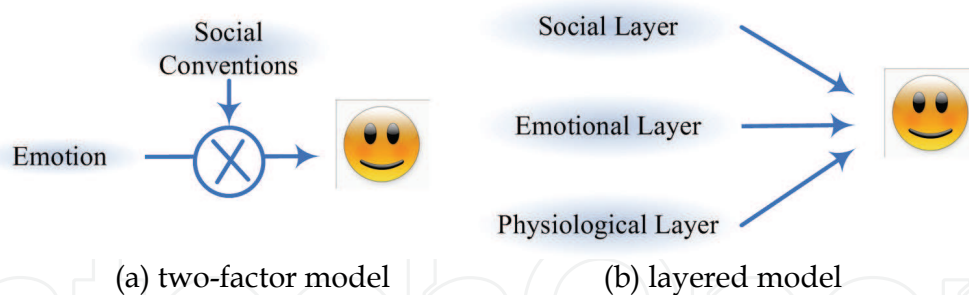 Social
Conventions
Emotion
(a) two-factor model
Social Layer
Emotional Layer
Physiological Layer
(b) layered model